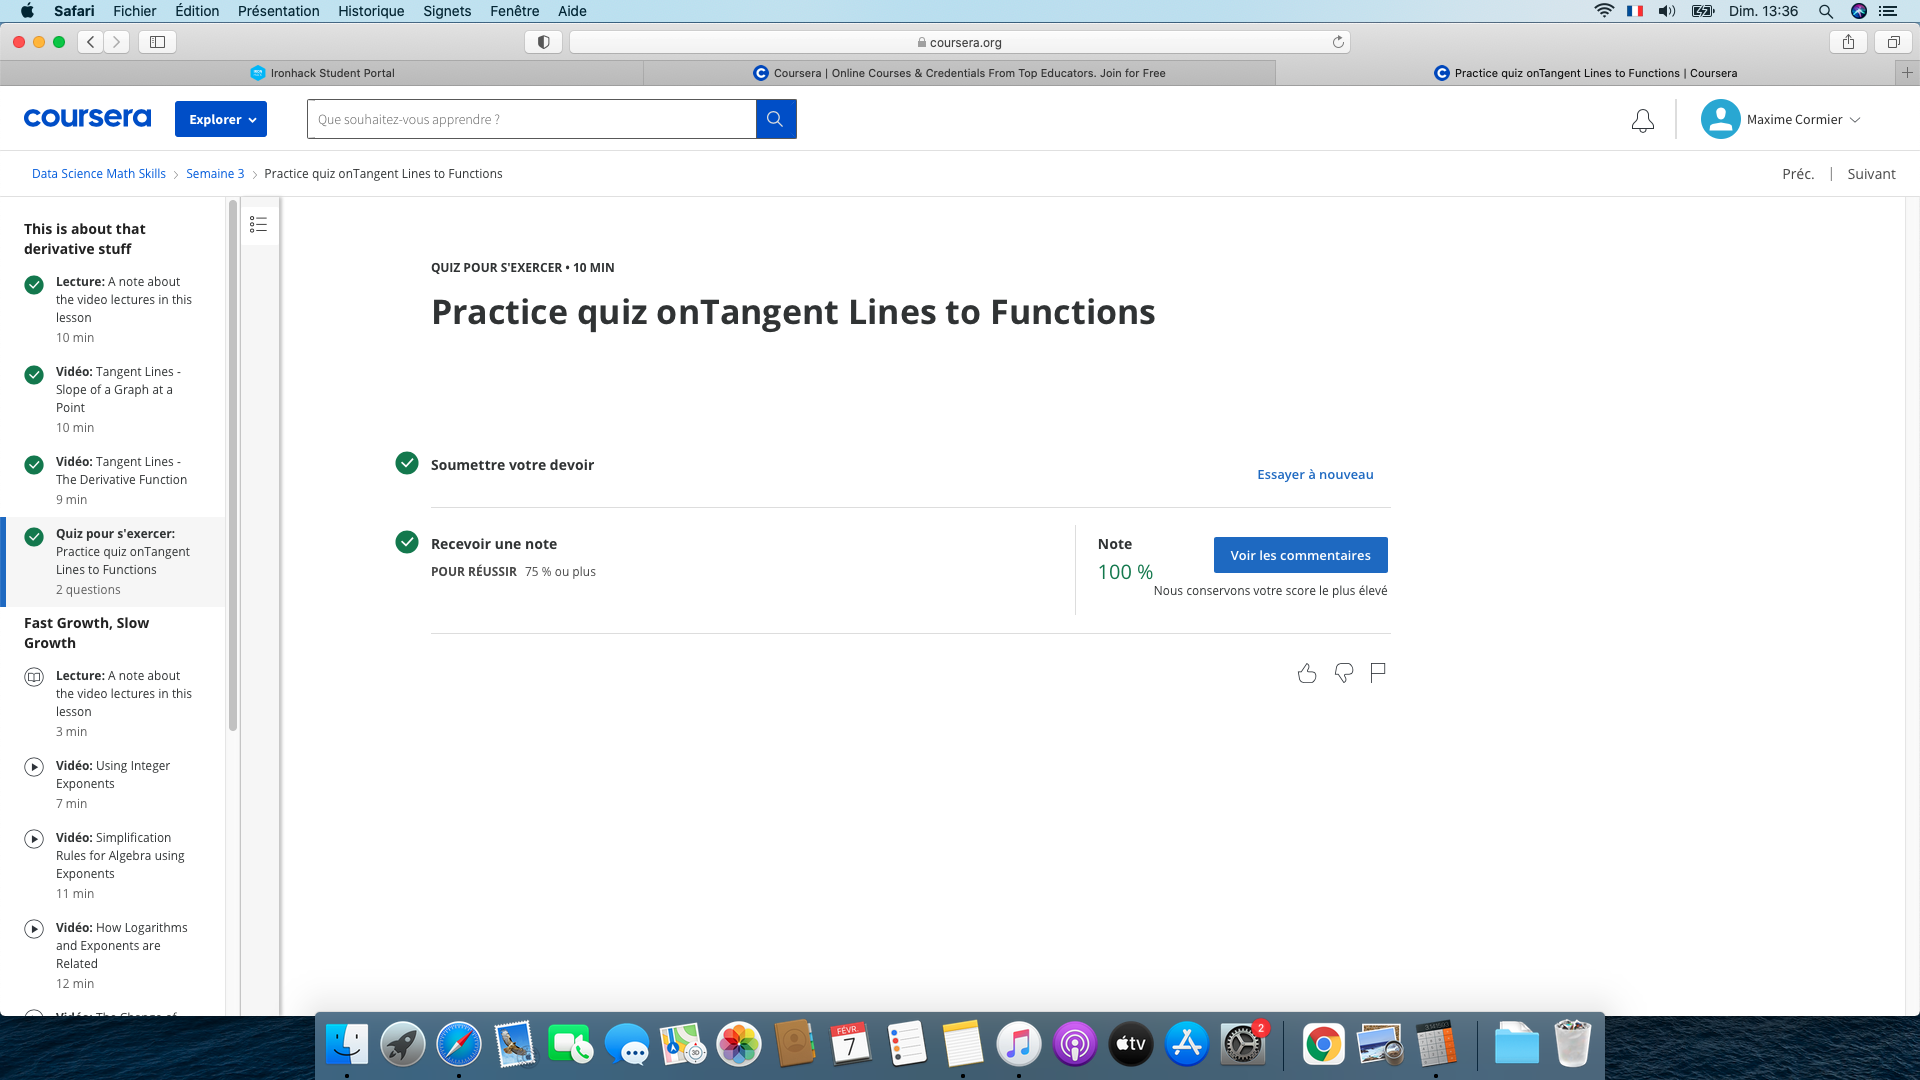 Safari Fichier Édition Présentation Historique Signets Fenêtre Aide
Dim. 13:36
coursera.org
Ironhack Student Portal
Coursera | Online Courses & Credentials From Top Educators. Join for Free
Practice quiz onTangent Lines to Functions | Coursera
coursera
Explorer
Que souhaitez-vous apprendre ?
Maxime Cormier
Data Science Math Skills > Semaine 3 > Practice quiz onTangent Lines to Functions
Préc. | Suivant
This is about that
derivative stuff
Lecture: A note about
the video lectures in this
lesson
10 min
Vidéo: Tangent Lines -
Slope of a Graph at a
Point
10 min
Vidéo: Tangent Lines -
The Derivative Function
9 min
Quiz pour s'exercer:
Practice quiz onTangent
Lines to Functions
2 questions
Fast Growth, Slow
Growth
Lecture: A note about
the video lectures in this
lesson
3 min
Vidéo: Using Integer
Exponents
7 min
Vidéo: Simplification
Rules for Algebra using
Exponents
11 min
Vidéo: How Logarithms
and Exponents are
Related
12 min
Vidéo: The Change of
QUIZ POUR S'EXERCER • 10 MIN
Practice quiz onTangent Lines to Functions
Soumettre votre devoir
Essayer à nouveau
Recevoir une note
POUR RÉUSSIR 75 % ou plus
Note
100 %
Voir les commentaires
Nous conservons votre score le plus élevé
FÉVR.
7
3D
tv
2